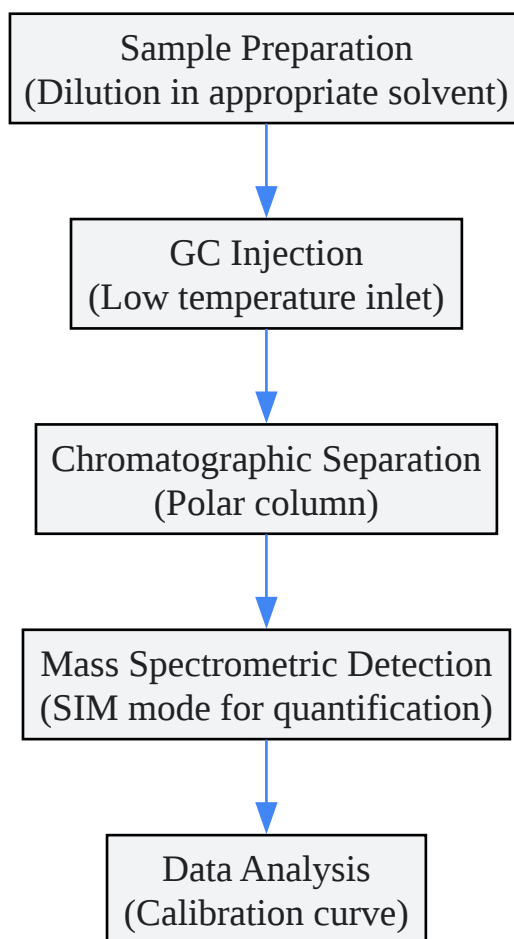 Sample Preparation
(Dilution in appropriate solvent)
GC Injection
(Low temperature inlet)
Chromatographic Separation
(Polar column)
Mass Spectrometric Detection
(SIM mode for quantification)
Data Analysis
(Calibration curve)